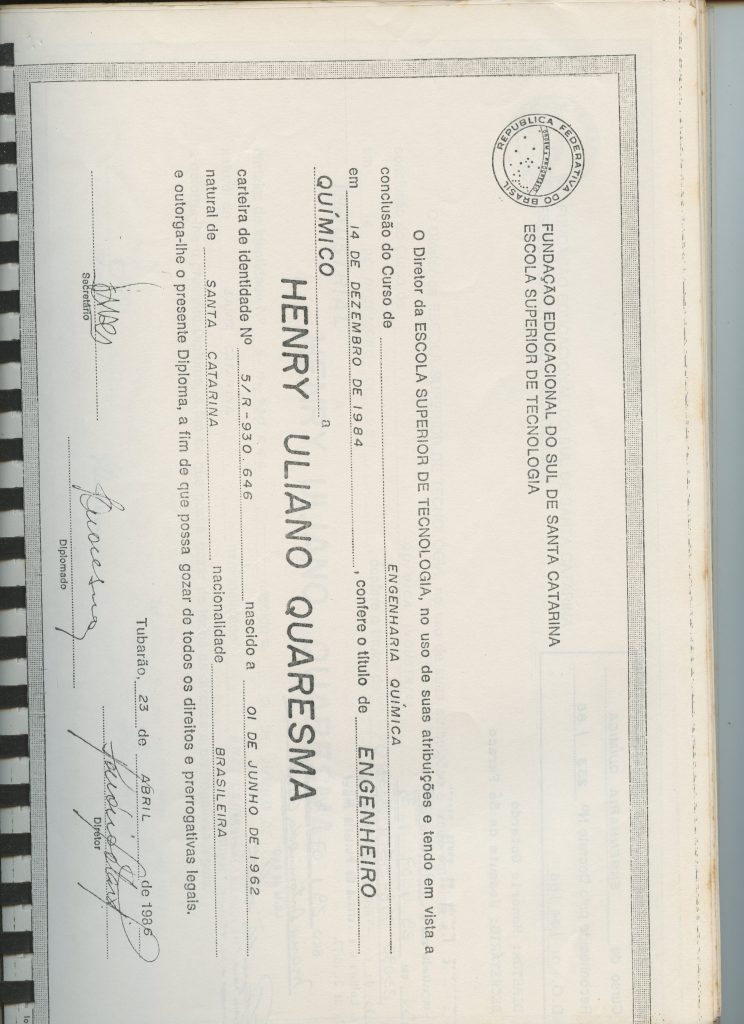 REPUBLICA FEDERATIVA DO BRASIL
ORDEM E PROGRESSO
FUNDAÇÃO EDUCACIONAL DO SUL DE SANTA CATARINA
ESCOLA SUPERIOR DE TECNOLOGIA
O Diretor da ESCOLA SUPERIOR DE TECNOLOGIA, no uso de suas atribuições e tendo em vista a
conclusão do Curso de ENGENHARIA QUÍMICA
em 14 DE DEZEMBRO DE 1984, confere o título de ENGENHEIRO
QUÍMICO a
HENRY ULIANO QUARESMA
carteira de identidade Nº 5/R-930.646 nascido a 01 DE JUNHO DE 1962
natural de SANTA CATARINA nacionalidade BRASILEIRA
e outorga-lhe o presente Diploma, a fim de que possa gozar de todos os direitos e prerrogativas legais.
Tubarão, 23 de ABRIL de 1986
Secretário
Quaresma
Diplomado
Diretor